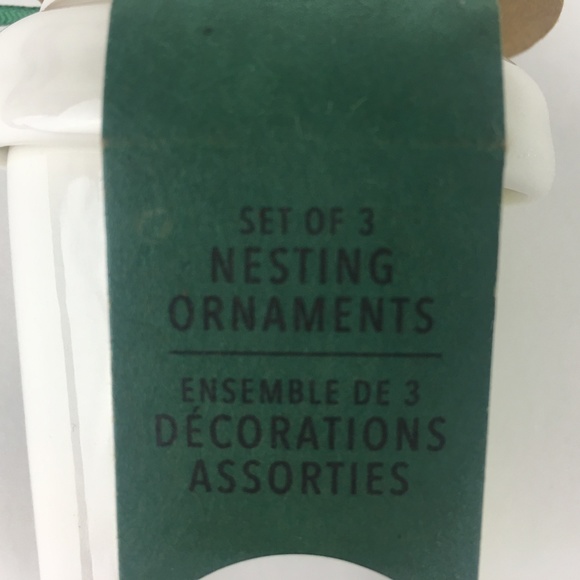 SET OF 3
NESTING
ORNAMENTS
ENSEMBLE DE 3
DÉCORATIONS
ASSORTIES